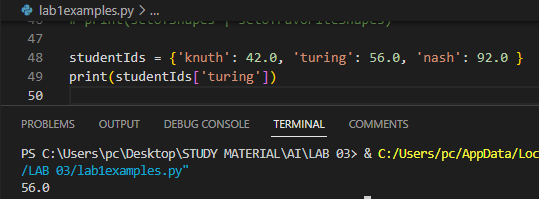 lab1examples.py > ...
# print(setOfShapes | setOfFavoriteShapes)
47
48 studentIds = {'knuth': 42.0, 'turing': 56.0, 'nash': 92.0 }
49 print(studentIds['turing'])
50
PROBLEMS OUTPUT DEBUG CONSOLE TERMINAL COMMENTS
PS C:\Users\pc\Desktop\STUDY MATERIAL\AI\LAB 03> & C:/Users/pc/AppData/Loc
/LAB 03/lab1examples.py"
56.0